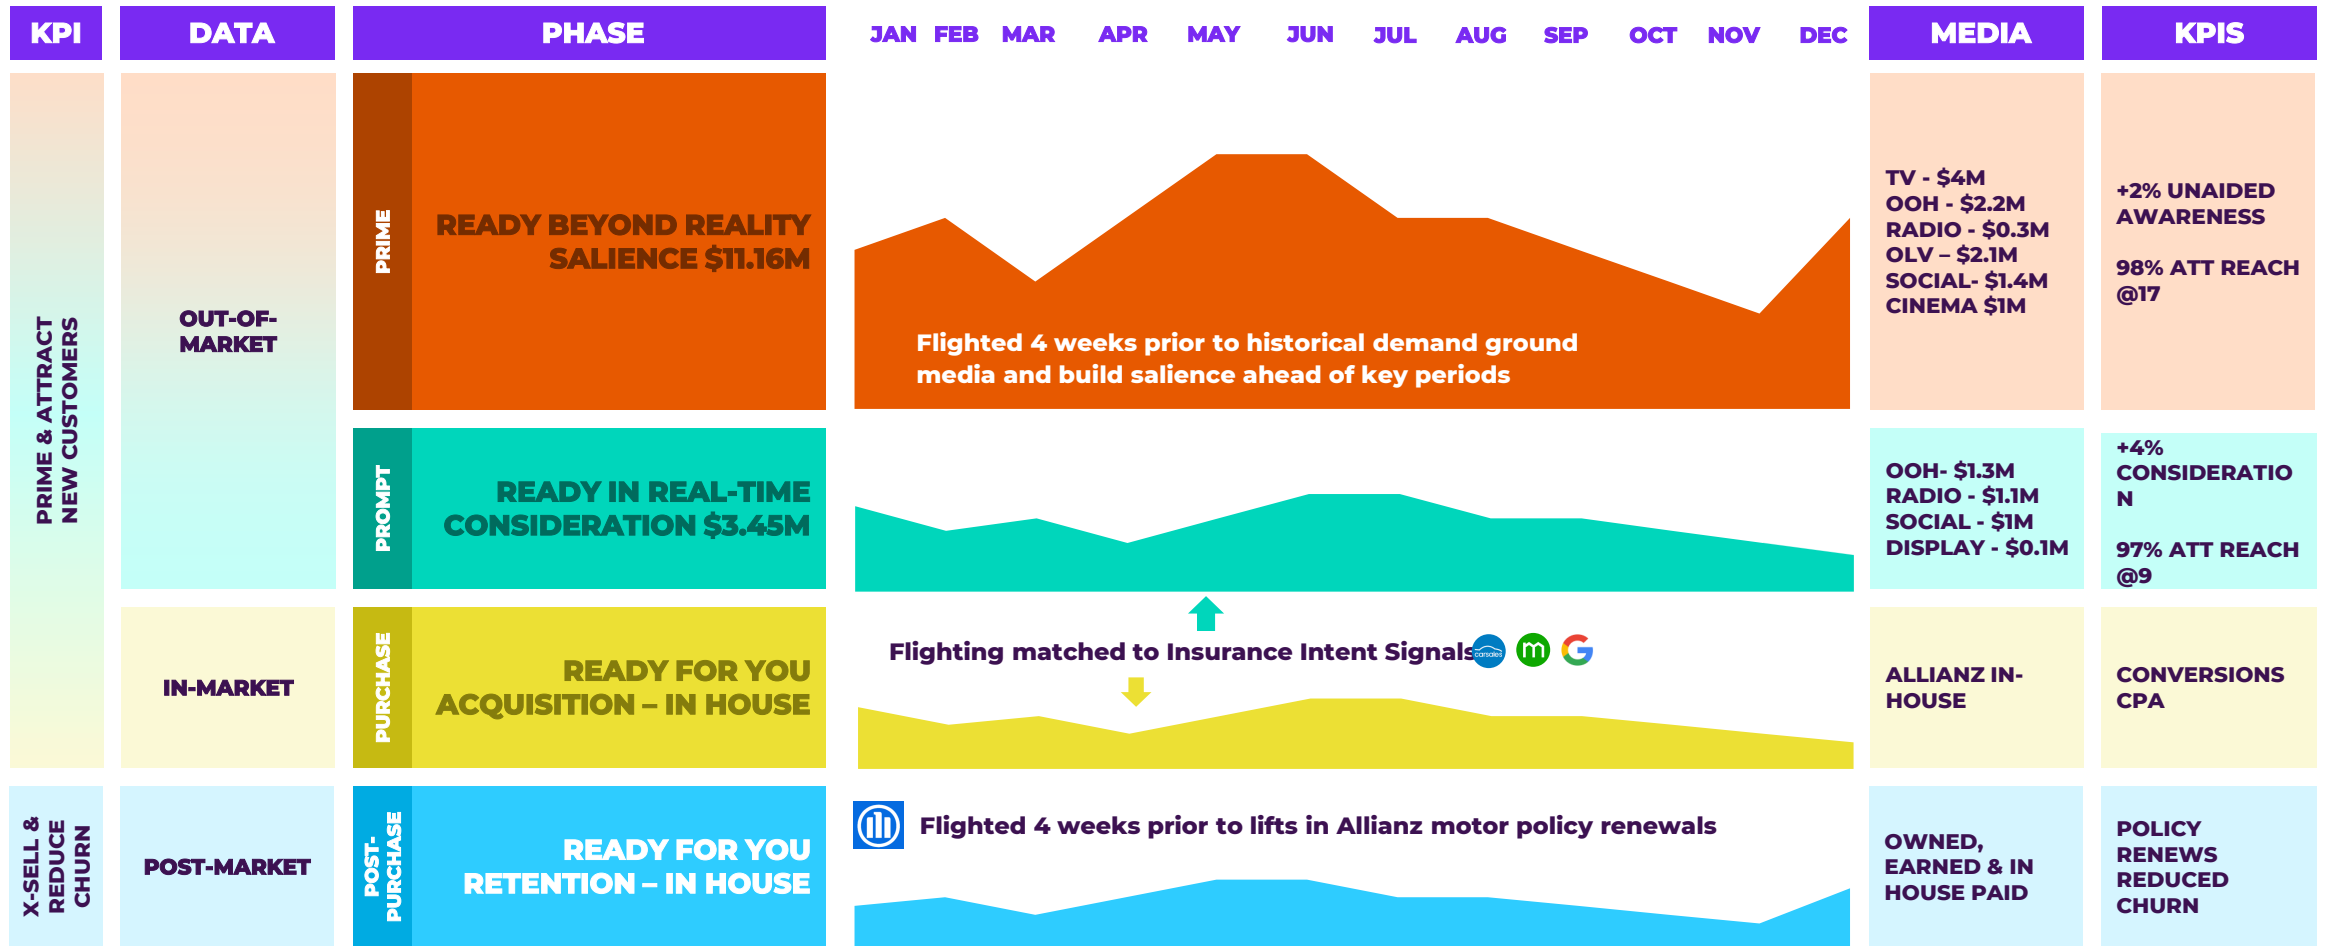 KPI
DATA
PHASE
JAN
FEB
MAR
APR
MAY
JUN
JUL
AUG
SEP
OCT
NOV
DEC
MEDIA
KPIS
PRIME & ATTRACT
NEW CUSTOMERS
OUT-OF-
MARKET
PRIME
READY BEYOND REALITY
SALIENCE $11.16M
Flighted 4 weeks prior to historical demand ground
media and build salience ahead of key periods
TV - $4M
OOH - $2.2M
RADIO - $0.3M
OLV – $2.1M
SOCIAL- $1.4M
CINEMA $1M
+2% UNAIDED
AWARENESS
98% ATT REACH
@17
PROMPT
READY IN REAL-TIME
CONSIDERATION $3.45M
OOH- $1.3M
RADIO - $1.1M
SOCIAL - $1M
DISPLAY - $0.1M
+4%
CONSIDERATIO
N
97% ATT REACH
@9
IN-MARKET
PURCHASE
READY FOR YOU
ACQUISITION – IN HOUSE
Flighting matched to Insurance Intent Signals
carsales
m
G
ALLIANZ IN-
HOUSE
CONVERSIONS
CPA
X-SELL &
REDUCE
CHURN
POST-MARKET
POST-
PURCHASE
READY FOR YOU
RETENTION – IN HOUSE
Flighted 4 weeks prior to lifts in Allianz motor policy renewals
OWNED,
EARNED & IN
HOUSE PAID
POLICY
RENEWS
REDUCED
CHURN